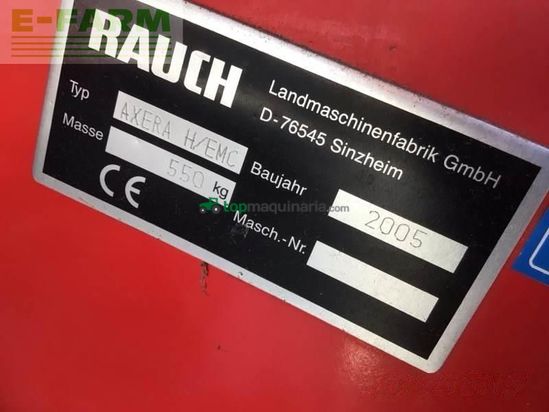 E-FARM
RAUCH
Landmaschinenfabrik GmbH
D-76545 Sinzheim
Typ AXERA H/EMC
Masse 550 kg
Baujahr 2005
CE
Masch.-Nr.
topmaquinaria.com